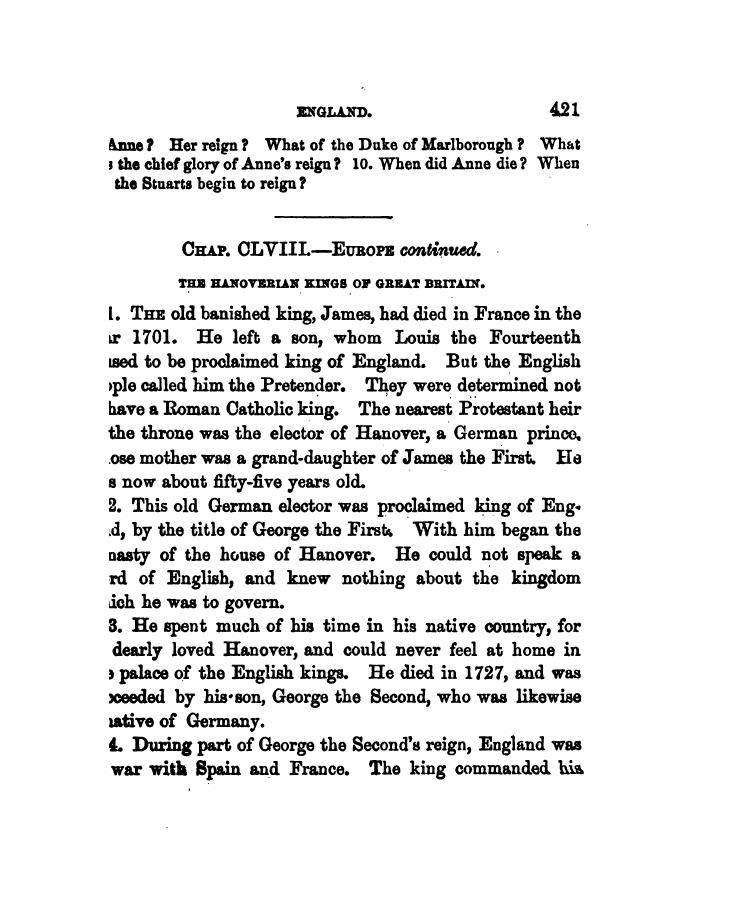 ENGLAND. 421
Anne? Her reign? What of the Duke of Marlborough? What
s the chief glory of Anne's reign? 10. When did Anne die? When
the Stuarts begin to reign?
CHAP. CLVIII.—EUROPE continued.
THE HANOVERIAN KINGS OF GREAT BRITAIN.
1. THE old banished king, James, had died in France in the
ar 1701. He left a son, whom Louis the Fourteenth
used to be proclaimed king of England. But the English
ople called him the Pretender. They were determined not
have a Roman Catholic king. The nearest Protestant heir
the throne was the elector of Hanover, a German prince,
ose mother was a grand-daughter of James the First. He
s now about fifty-five years old.
2. This old German elector was proclaimed king of Eng-
d, by the title of George the First. With him began the
nasty of the house of Hanover. He could not speak a
rd of English, and knew nothing about the kingdom
ich he was to govern.
3. He spent much of his time in his native country, for
dearly loved Hanover, and could never feel at home in
e palace of the English kings. He died in 1727, and was
cceeded by his son, George the Second, who was likewise
native of Germany.
4. During part of George the Second's reign, England was
war with Spain and France. The king commanded his